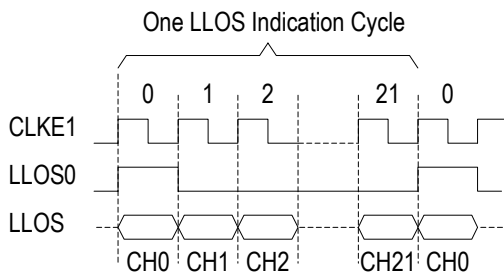 One LLOS Indication Cycle
0 1 2 21 0
CLKE1
LLOS0
LLOS
CH0 CH1 CH2 CH21 CH0